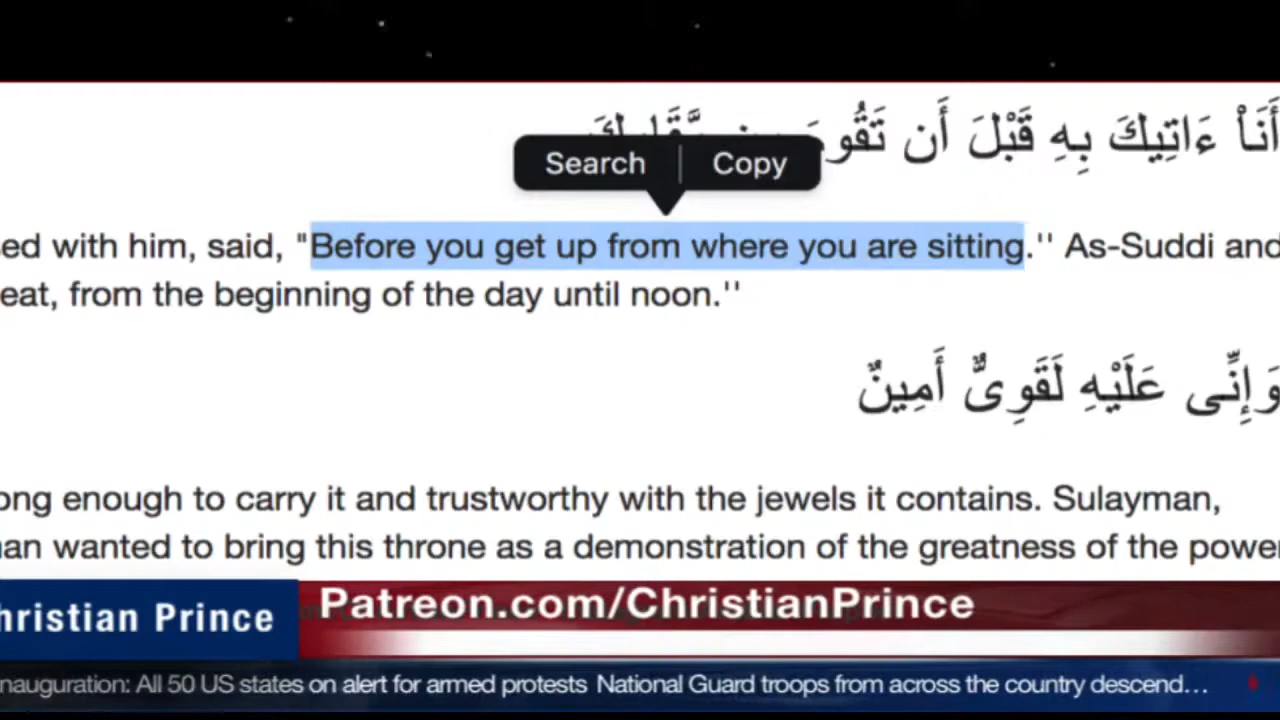 أَنَاْ ءَاتِيكَ بِهِ قَبْلَ أَن تَقُومَ
Search
Copy
ed with him, said, "Before you get up from where you are sitting.'' As-Suddi and
eat, from the beginning of the day until noon.''
وَإِنِّى عَلَيْهِ لَقَوِىٌّ أَمِينٌ
ong enough to carry it and trustworthy with the jewels it contains. Sulayman,
an wanted to bring this throne as a demonstration of the greatness of the power
hristian Prince
Patreon.com/ChristianPrince
nauguration: All 50 US states on alert for armed protests National Guard troops from across the country descend...